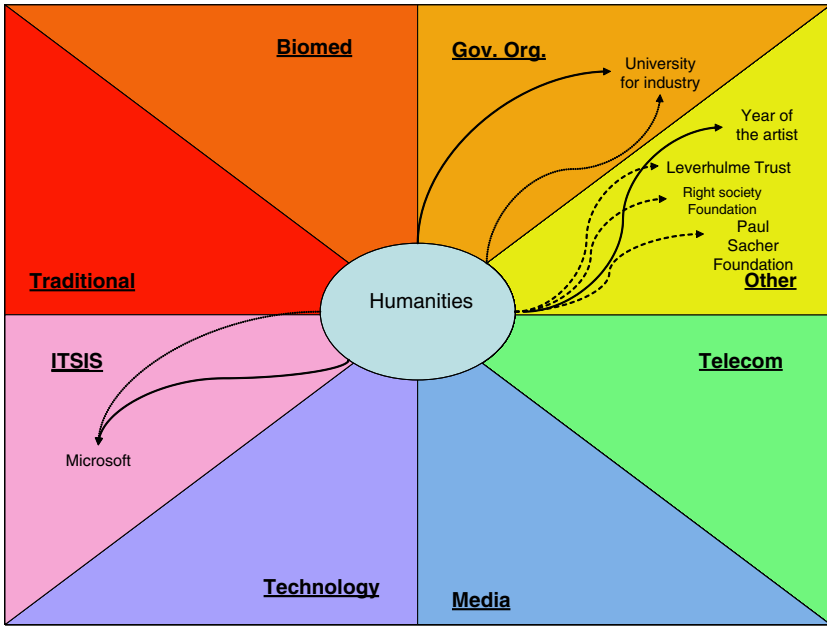 Biomed
Gov. Org.
University
for industry
Year of
the artist
Leverhulme Trust
Right society
Foundation
Paul
Sacher
Foundation
Other
Traditional
Humanities
ITSIS
Telecom
Microsoft
Technology
Media